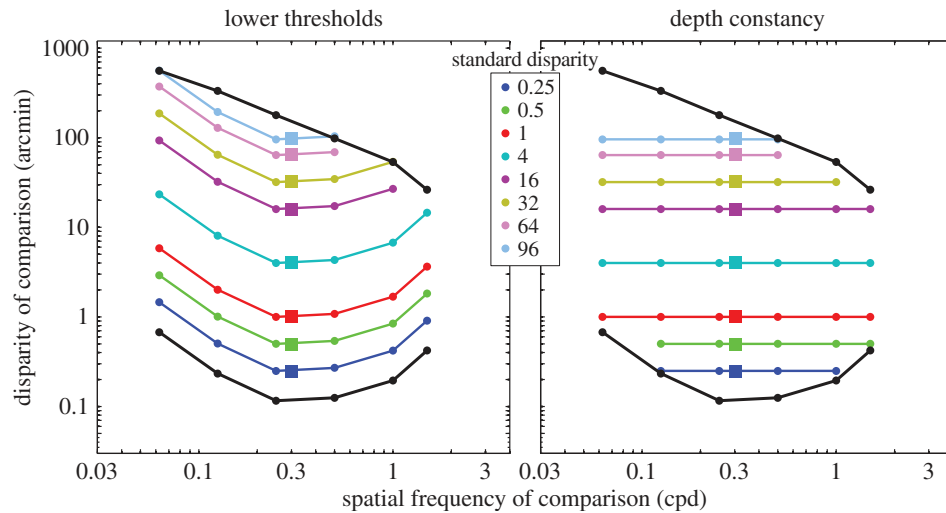 lower thresholds
depth constancy
disparity of comparison (arcmin)
1000
100
10
1
0.1
standard disparity
0.25
0.5
1
4
16
32
64
96
0.03 0.1 0.3 1 3
0.03 0.1 0.3 1 3
spatial frequency of comparison (cpd)